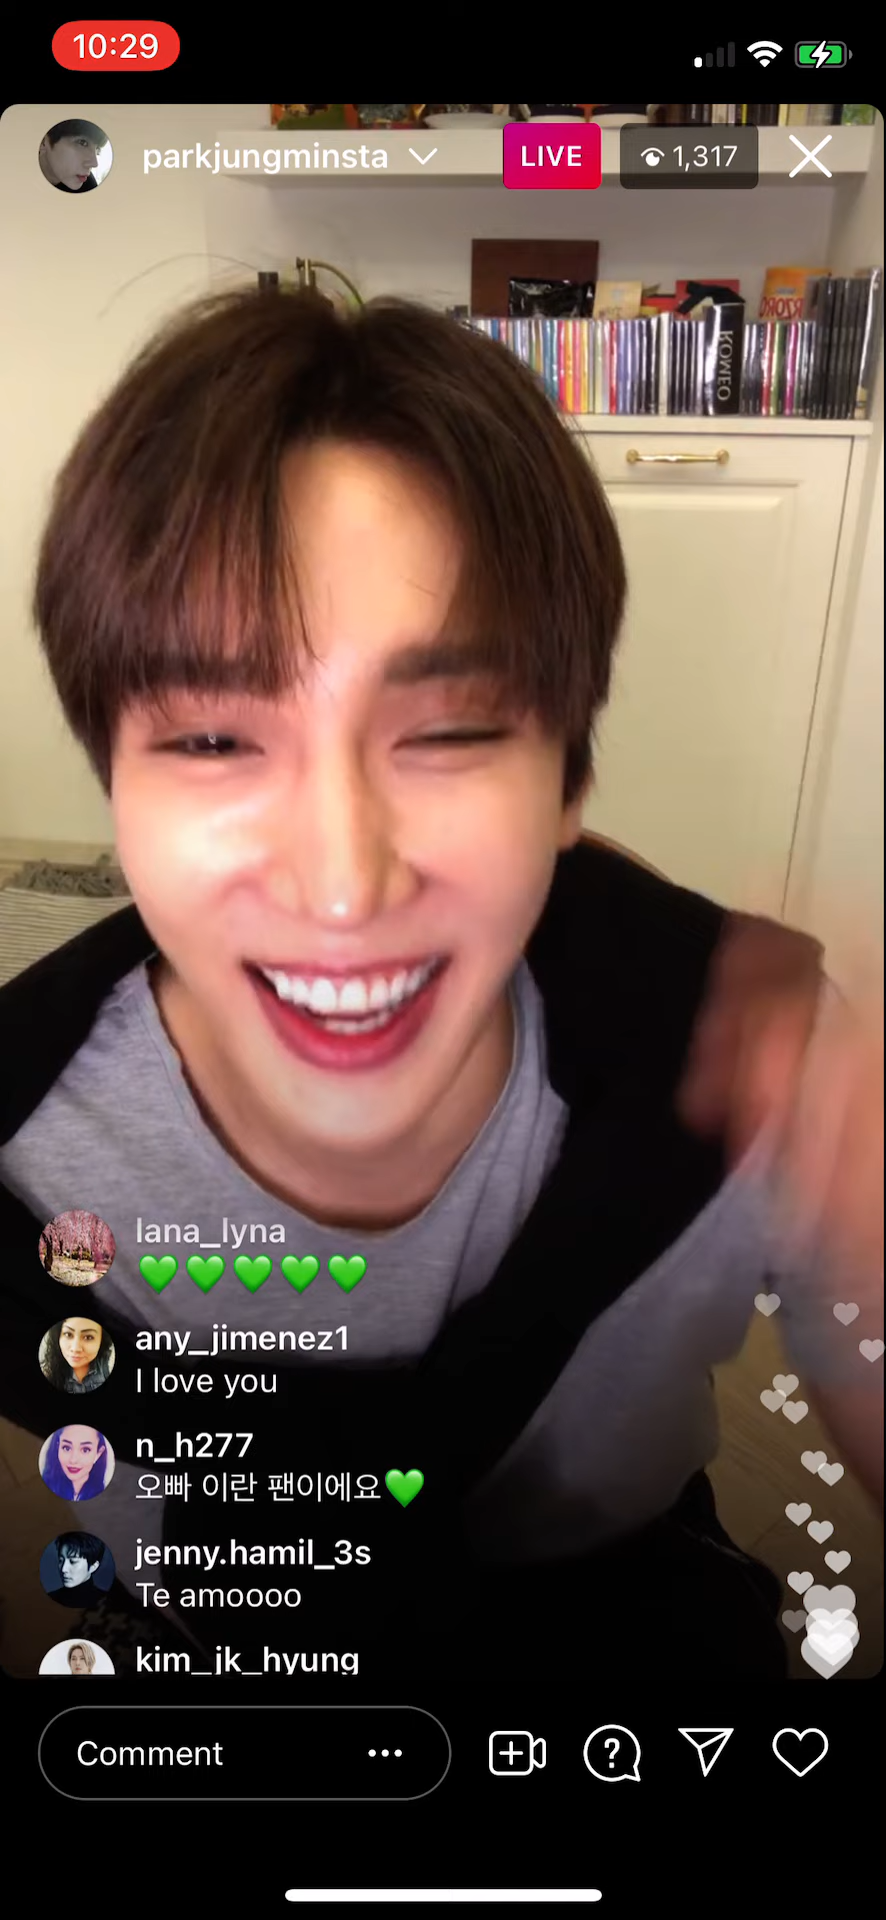 10:29
parkjungminsta
LIVE
1,317
ROMEO
lana_lyna
💚💚💚💚💚
any_jimenez1
I love you
n_h277
오빠 이란 팬이에요💚
jenny.hamil_3s
Te amoooo
kim_jk_hyung
Comment